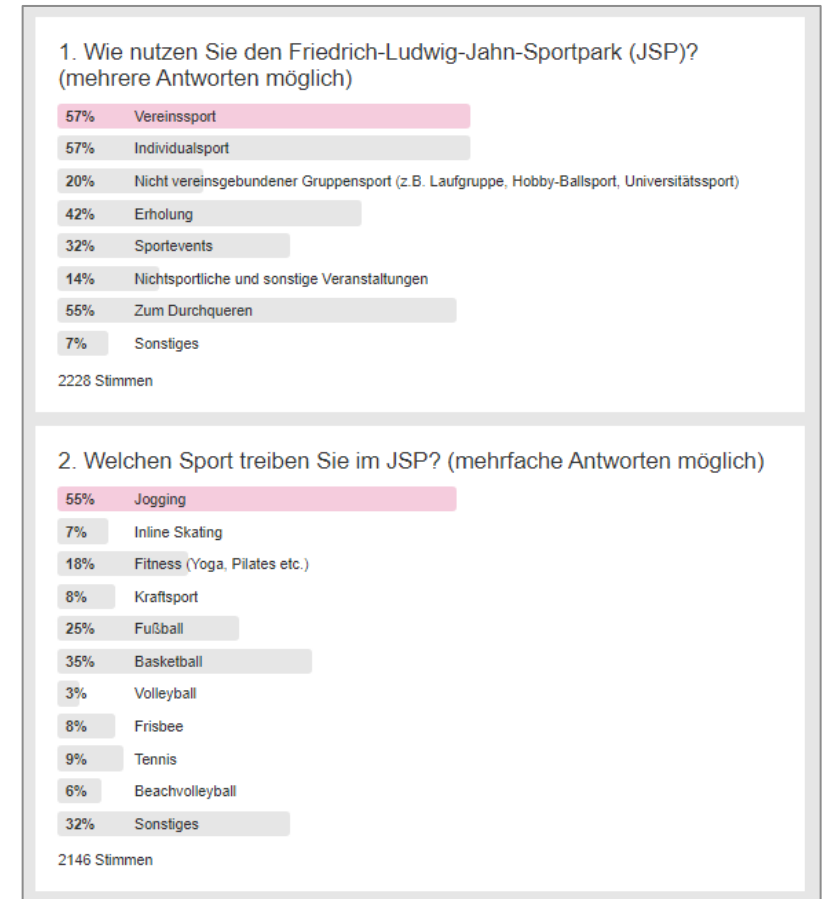 1. Wie nutzen Sie den Friedrich-Ludwig-Jahn-Sportpark (JSP)?
(mehrere Antworten möglich)
57% Vereinssport
57% Individualsport
20% Nicht vereinsgebundener Gruppensport (z.B. Laufgruppe, Hobby-Ballsport, Universitätssport)
42% Erholung
32% Sportevents
14% Nichtsportliche und sonstige Veranstaltungen
55% Zum Durchqueren
7% Sonstiges
2228 Stimmen
2. Welchen Sport treiben Sie im JSP? (mehrfache Antworten möglich)
55% Jogging
7% Inline Skating
18% Fitness (Yoga, Pilates etc.)
8% Kraftsport
25% Fußball
35% Basketball
3% Volleyball
8% Frisbee
9% Tennis
6% Beachvolleyball
32% Sonstiges
2146 Stimmen